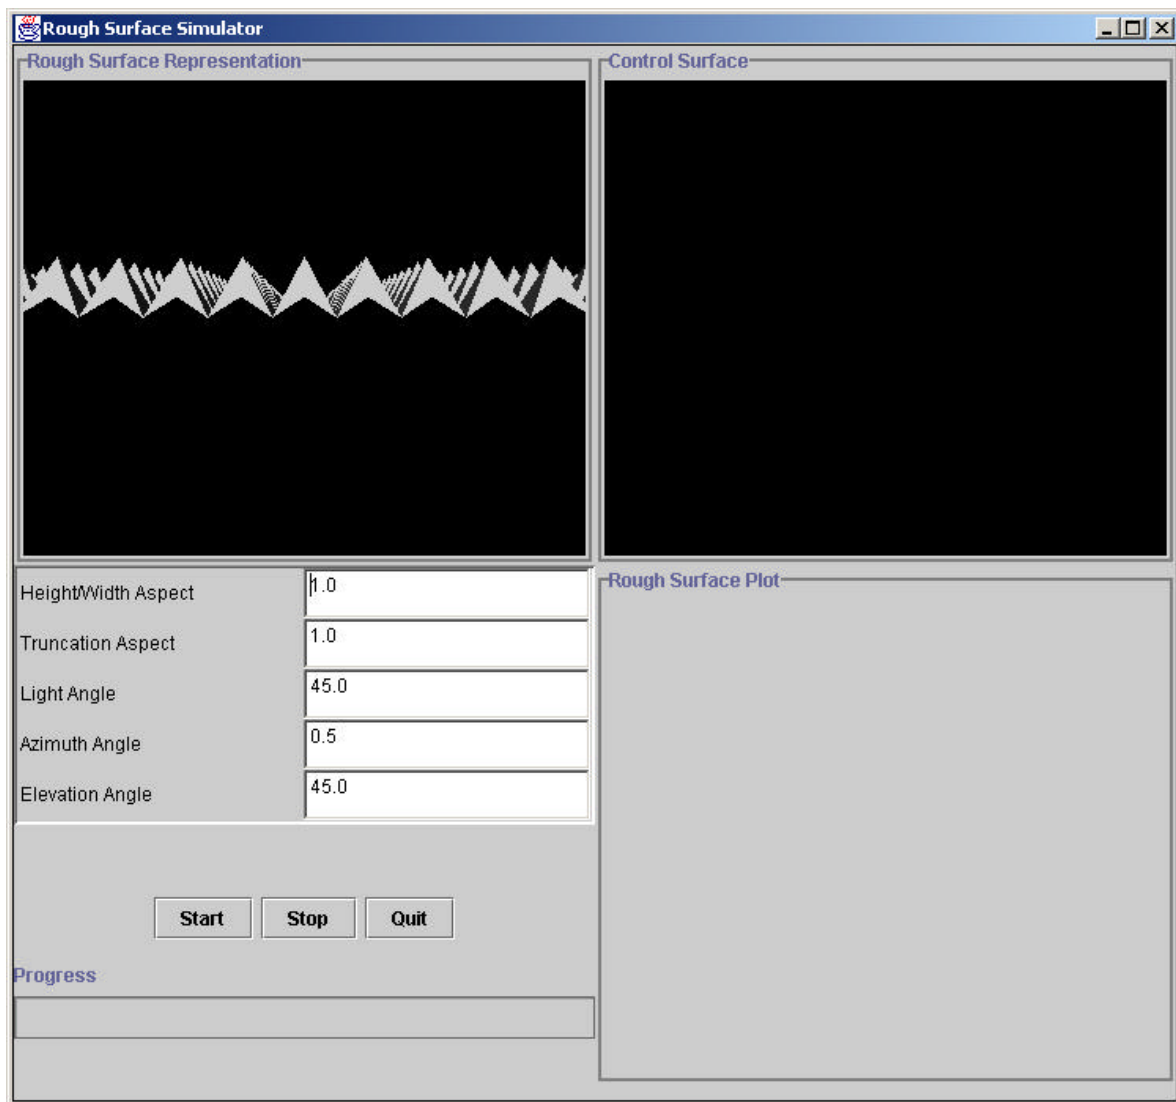 Rough Surface Simulator
Rough Surface Representation
Control Surface
Height/Width Aspect
1.0
Truncation Aspect
1.0
Light Angle
45.0
Azimuth Angle
0.5
Elevation Angle
45.0
Rough Surface Plot
Start
Stop
Quit
Progress